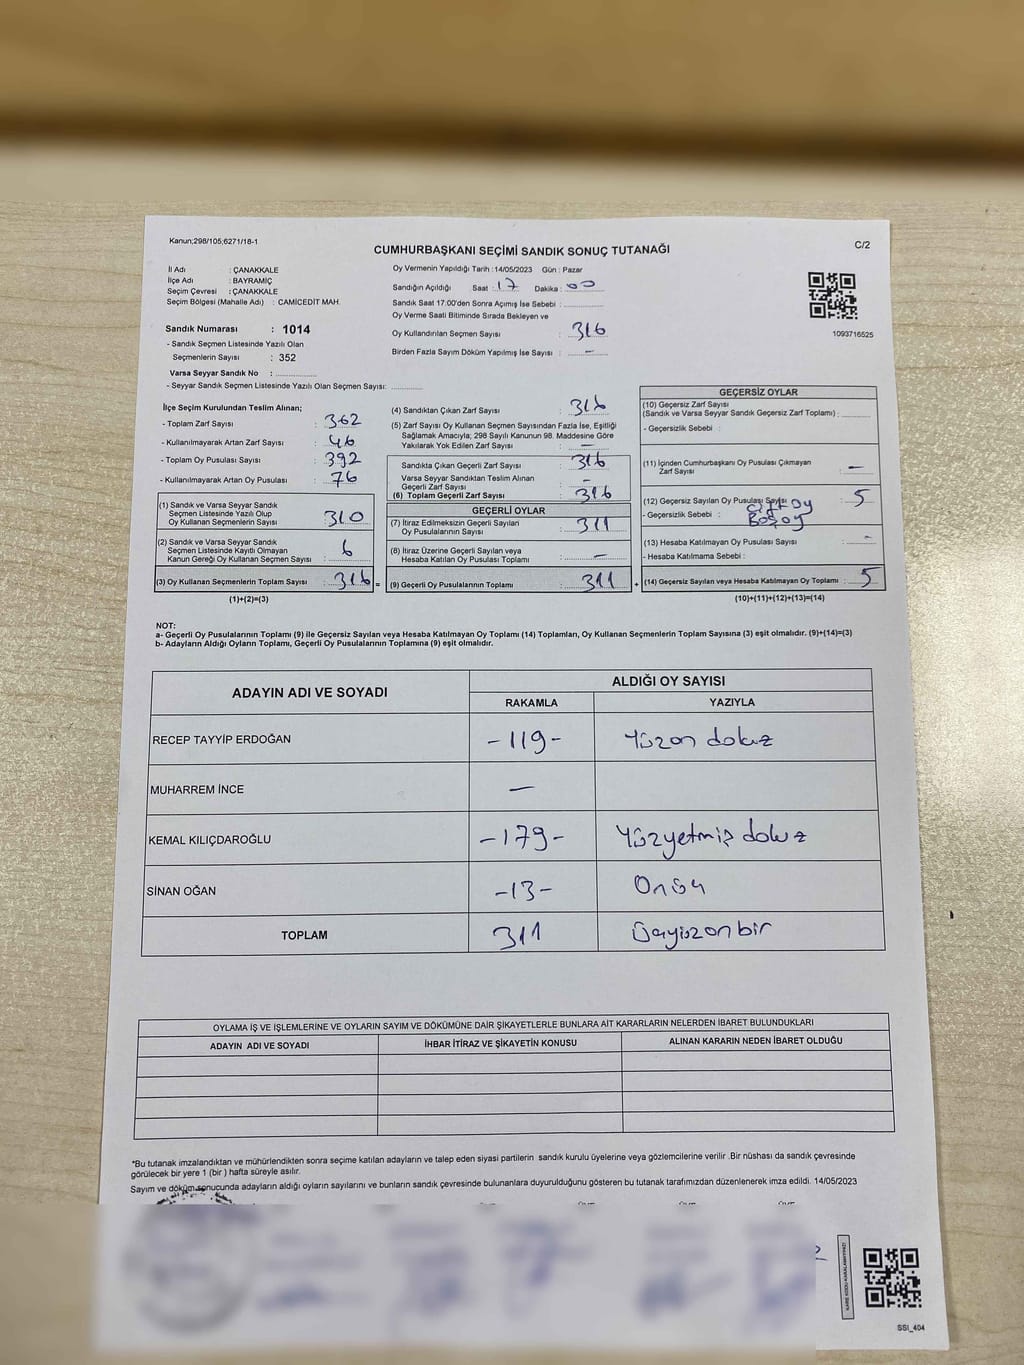 Kanun;298/105;6271/18-1
C/2
CUMHURBAŞKANI SEÇİMİ SANDIK SONUÇ TUTANAĞI
İl Adı : ÇANAKKALE
İlçe Adı : BAYRAMİÇ
Seçim Çevresi : ÇANAKKALE
Seçim Bölgesi (Mahalle Adı) : CAMİCEDİT MAH.
Sandık Numarası : 1014
- Sandık Seçmen Listesinde Yazılı Olan
Seçmenlerin Sayısı : 352
Varsa Seyyar Sandık No : ..............
- Seyyar Sandık Seçmen Listesinde Yazılı Olan Seçmen Sayısı: ...........
Oy Vermenin Yapıldığı Tarih :14/05/2023 Gün : Pazar
Sandığın Açıldığı Saat : 17 Dakika : 00
Sandık Saat 17:00'den Sonra Açımış İse Sebebi : .............
Oy Verme Saati Bitiminde Sırada Bekleyen ve
Oy Kullandırılan Seçmen Sayısı : 316
Birden Fazla Sayım Döküm Yapılmış İse Sayısı : –
1093716525
İlçe Seçim Kurulundan Teslim Alınan;
- Toplam Zarf Sayısı : 362
- Kullanılmayarak Artan Zarf Sayısı : 46
- Toplam Oy Pusulası Sayısı : 392
- Kullanılmayarak Artan Oy Pusulası : 76
(1) Sandık ve Varsa Seyyar Sandık
Seçmen Listesinde Yazılı Olup
Oy Kullanan Seçmenlerin Sayısı : 310
(2) Sandık ve Varsa Seyyar Sandık
Seçmen Listesinde Kayıtlı Olmayan
Kanun Gereği Oy Kullanan Seçmen Sayısı : 6
(3) Oy Kullanan Seçmenlerin Toplam Sayısı : 316 =
(1)+(2)=(3)
(4) Sandıktan Çıkan Zarf Sayısı : 316
(5) Zarf Sayısı Oy Kullanan Seçmen Sayısından Fazla İse, Eşitliği
Sağlamak Amacıyla; 298 Sayılı Kanunun 98. Maddesine Göre
Yakılarak Yok Edilen Zarf Sayısı : –
Sandıkta Çıkan Geçerli Zarf Sayısı : 316
Varsa Seyyar Sandıktan Teslim Alınan
Geçerli Zarf Sayısı : –
(6) Toplam Geçerli Zarf Sayısı : 316
GEÇERLİ OYLAR
(7) İtiraz Edilmeksizin Geçerli Sayılan
Oy Pusulalarının Sayısı : 311
(8) İtiraz Üzerine Geçerli Sayılan veya
Hesaba Katılan Oy Pusulası Toplamı : –
(9) Geçerli Oy Pusulalarının Toplamı : 311 +
GEÇERSİZ OYLAR
(10) Geçersiz Zarf Sayısı
(Sandık ve Varsa Seyyar Sandık Geçersiz Zarf Toplamı) : .......
- Geçersizlik Sebebi :
(11) İçinden Cumhurbaşkanı Oy Pusulası Çıkmayan
Zarf Sayısı : –
(12) Geçersiz Sayılan Oy Pusulası Sayısı : 5
- Geçersizlik Sebebi : Çift oy
Boş oy
(13) Hesaba Katılmayan Oy Pusulası Sayısı : –
- Hesaba Katılmama Sebebi :
(14) Geçersiz Sayılan veya Hesaba Katılmayan Oy Toplamı : 5
(10)+(11)+(12)+(13)=(14)
NOT:
a- Geçerli Oy Pusulalarının Toplamı (9) ile Geçersiz Sayılan veya Hesaba Katılmayan Oy Toplamı (14) Toplamları, Oy Kullanan Seçmenlerin Toplam Sayısına (3) eşit olmalıdır. (9)+(14)=(3)
b- Adayların Aldığı Oyların Toplamı, Geçerli Oy Pusulalarının Toplamına (9) eşit olmalıdır.
ADAYIN ADI VE SOYADI
ALDIĞI OY SAYISI
RAKAMLA YAZIYLA
RECEP TAYYİP ERDOĞAN -119- Yüzon dokuz
MUHARREM İNCE –
KEMAL KILIÇDAROĞLU -179- Yüzyetmiş dokuz
SİNAN OĞAN -13- Onüç
TOPLAM 311 Üçyüzonbir
OYLAMA İŞ VE İŞLEMLERİNE VE OYLARIN SAYIM VE DÖKÜMÜNE DAİR ŞİKAYETLERLE BUNLARA AİT KARARLARIN NELERDEN İBARET BULUNDUKLARI
ADAYIN ADI VE SOYADI İHBAR İTİRAZ VE ŞİKAYETİN KONUSU ALINAN KARARIN NEDEN İBARET OLDUĞU
*Bu tutanak imzalandıktan ve mühürlendikten sonra seçime katılan adayların ve talep eden siyasi partilerin sandık kurulu üyelerine veya gözlemcilerine verilir .Bir nüshası da sandık çevresinde
görülecek bir yere 1 (bir ) hafta süreyle asılır.
Sayım ve döküm sonucunda adayların aldığı oyların sayılarını ve bunların sandık çevresinde bulunanlara duyurulduğunu gösteren bu tutanak tarafımızdan düzenlenerek imza edildi. 14/05/2023
SSI_404